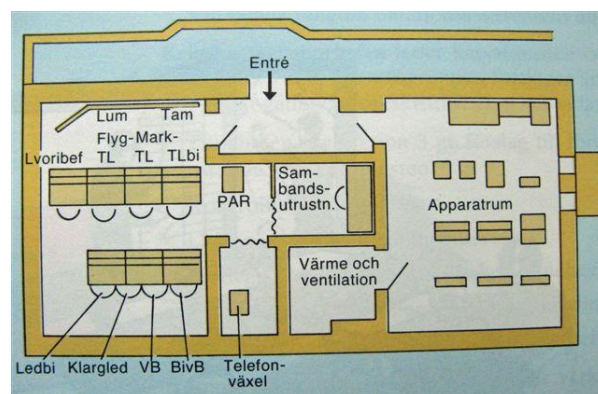 Entré
Lum
Tam
Flyg-
Mark-
Lvoribef
TL
TL
TLbi
PAR
Sam-
bands-
utrustn.
Apparatrum
Värme och
ventilation
Ledbi
Klargled
VB
BivB
Telefon-
växel